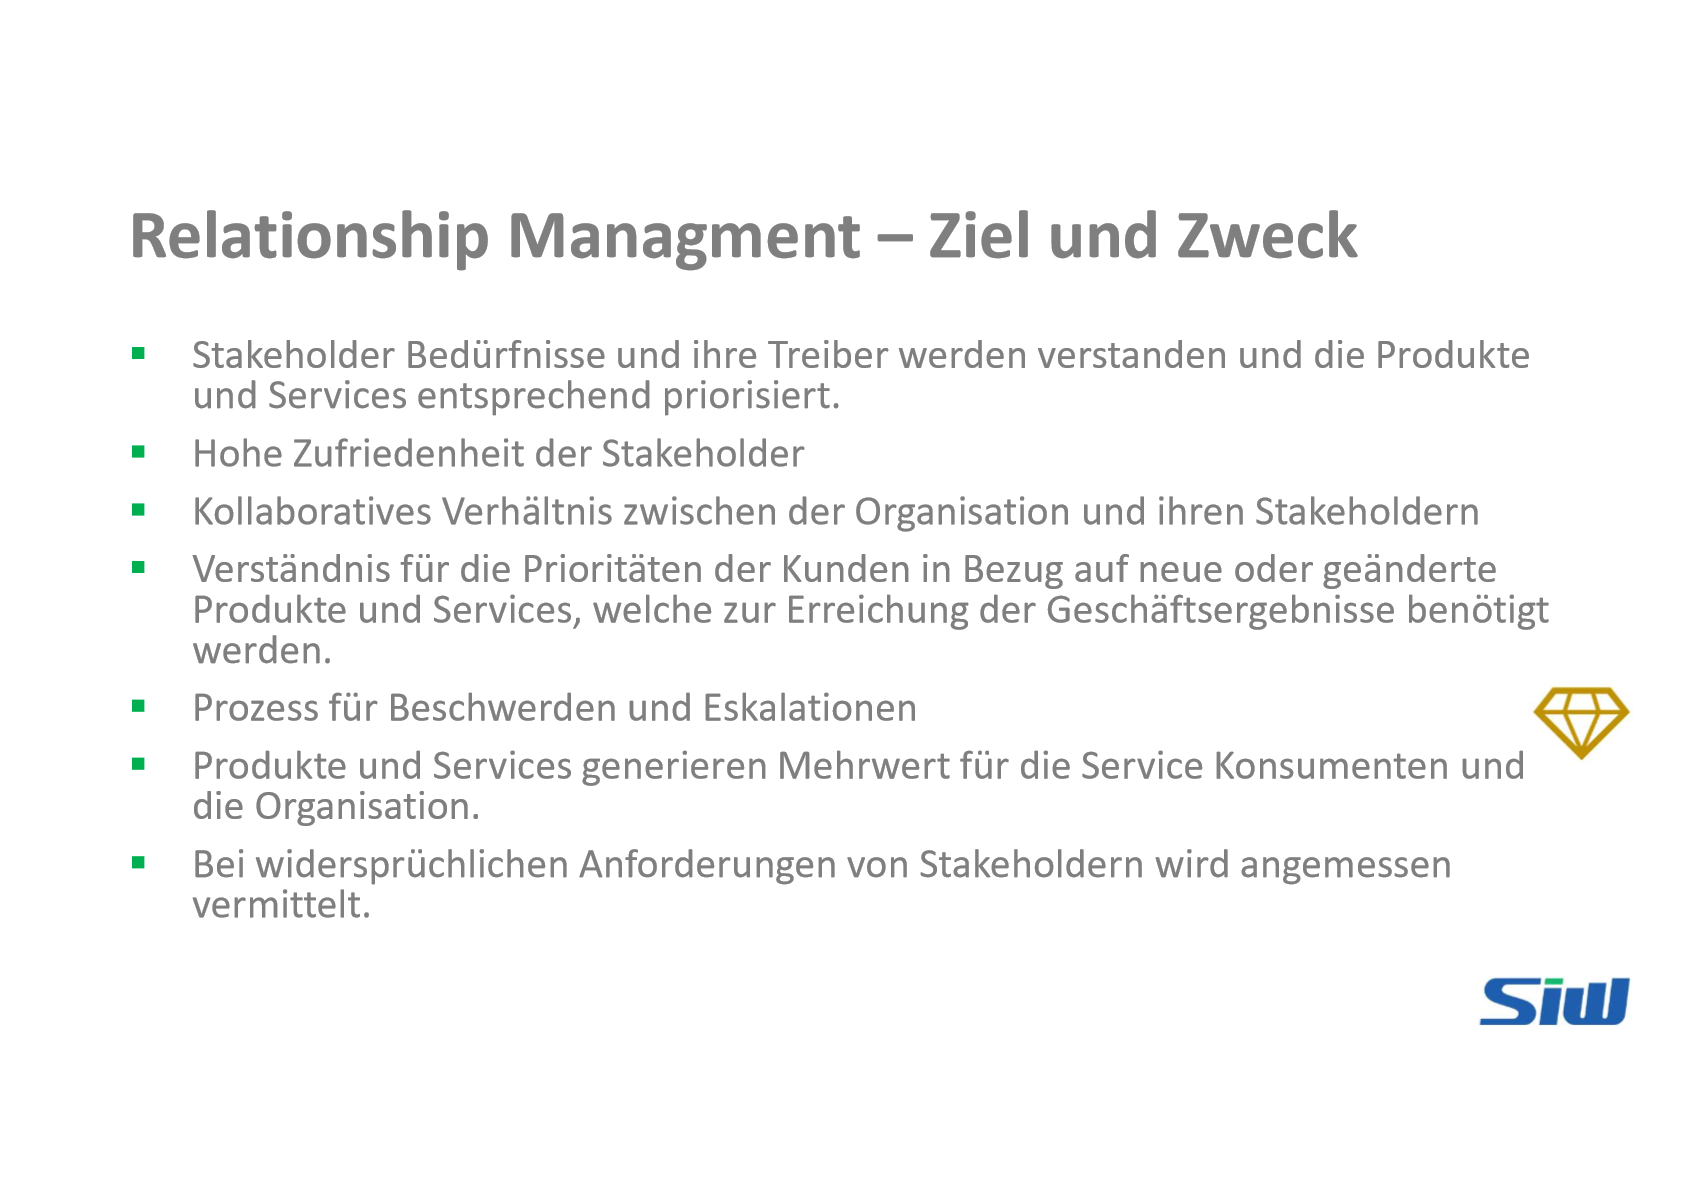 Relationship Managment – Ziel und Zweck
Stakeholder Bedürfnisse und ihre Treiber werden verstanden und die Produkte
und Services entsprechend priorisiert.
Hohe Zufriedenheit der Stakeholder
Kollaboratives Verhältnis zwischen der Organisation und ihren Stakeholdern
Verständnis für die Prioritäten der Kunden in Bezug auf neue oder geänderte
Produkte und Services, welche zur Erreichung der Geschäftsergebnisse benötigt
werden.
Prozess für Beschwerden und Eskalationen
Produkte und Services generieren Mehrwert für die Service Konsumenten und
die Organisation.
Bei widersprüchlichen Anforderungen von Stakeholdern wird angemessen
vermittelt.
Siw